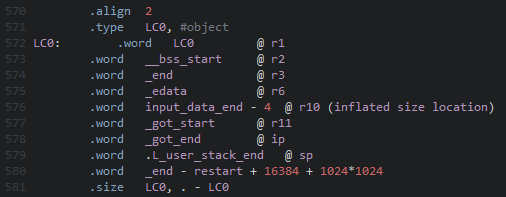 570 .align 2
571 .type LC0, #object
572 LC0: .word LC0 @ r1
573 .word __bss_start @ r2
574 .word _end @ r3
575 .word _edata @ r6
576 .word input_data_end - 4 @ r10 (inflated size location)
577 .word _got_start @ r11
578 .word _got_end @ ip
579 .word .L_user_stack_end @ sp
580 .word _end - restart + 16384 + 1024*1024
581 .size LC0, . - LC0